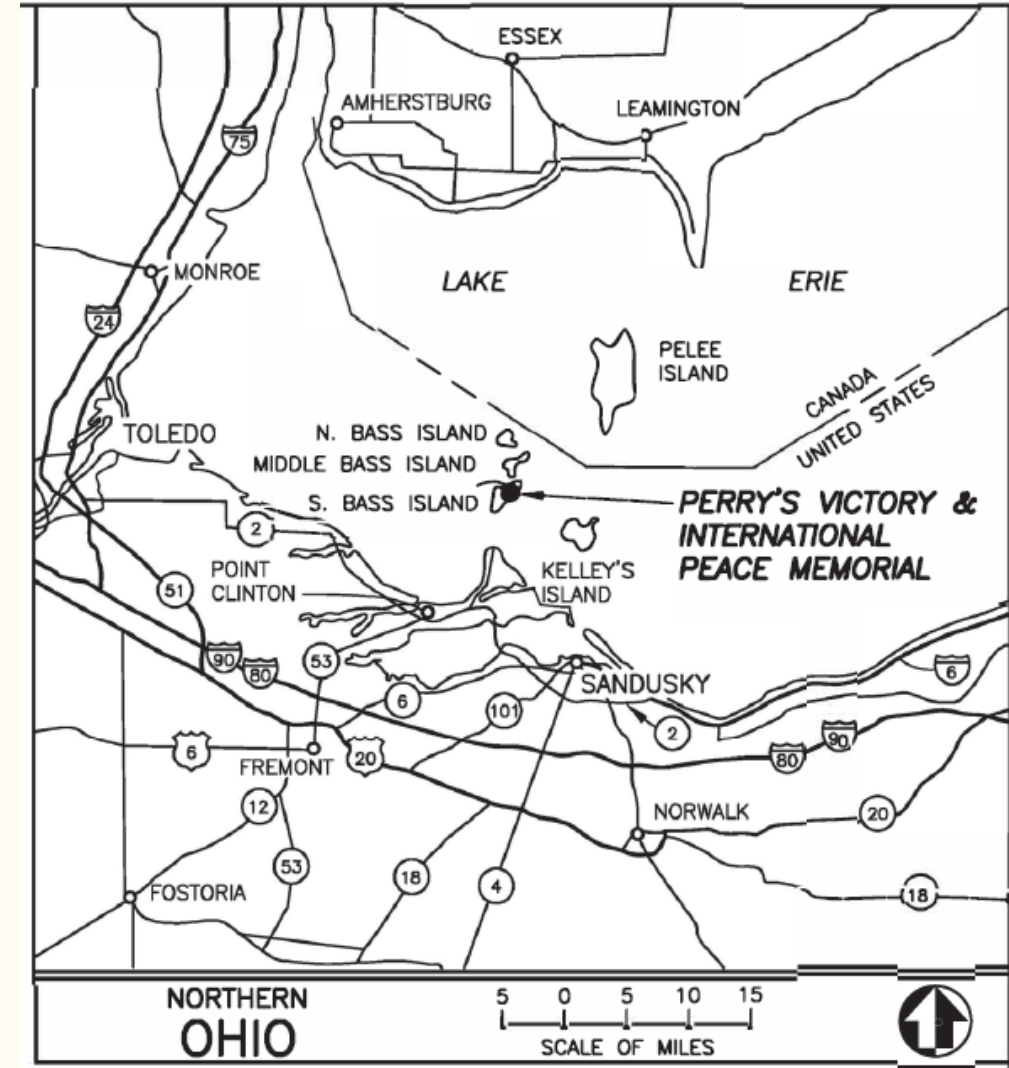 ESSEX
AMHERSTBURG
LEAMINGTON
75
MONROE
LAKE ERIE
24
PELEE
ISLAND
CANADA
UNITED STATES
TOLEDO
N. BASS ISLAND
MIDDLE BASS ISLAND
S. BASS ISLAND
PERRY'S VICTORY &
INTERNATIONAL
PEACE MEMORIAL
2
POINT
CLINTON
KELLEY'S
ISLAND
51
90
80
53
6
101
SANDUSKY
2
6
6
FREMONT
20
80
90
12
NORWALK
20
53
18
4
18
FOSTORIA
NORTHERN
OHIO
5 0 5 10 15
SCALE OF MILES